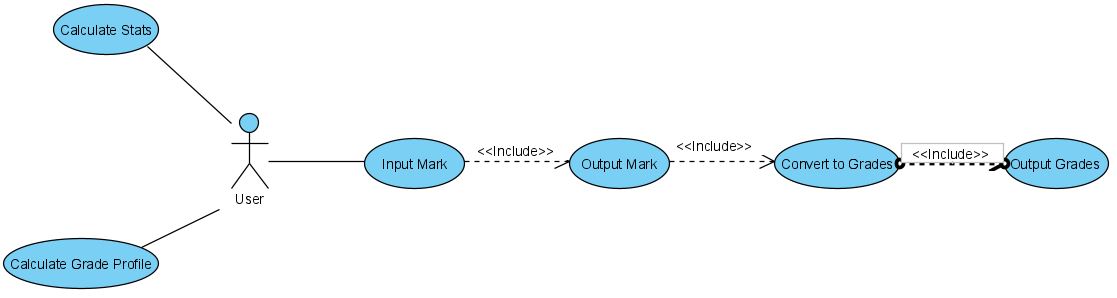 Calculate Stats
User
Input Mark
<<Include>>
Output Mark
<<Include>>
Convert to Grades
<<Include>>
Output Grades
Calculate Grade Profile